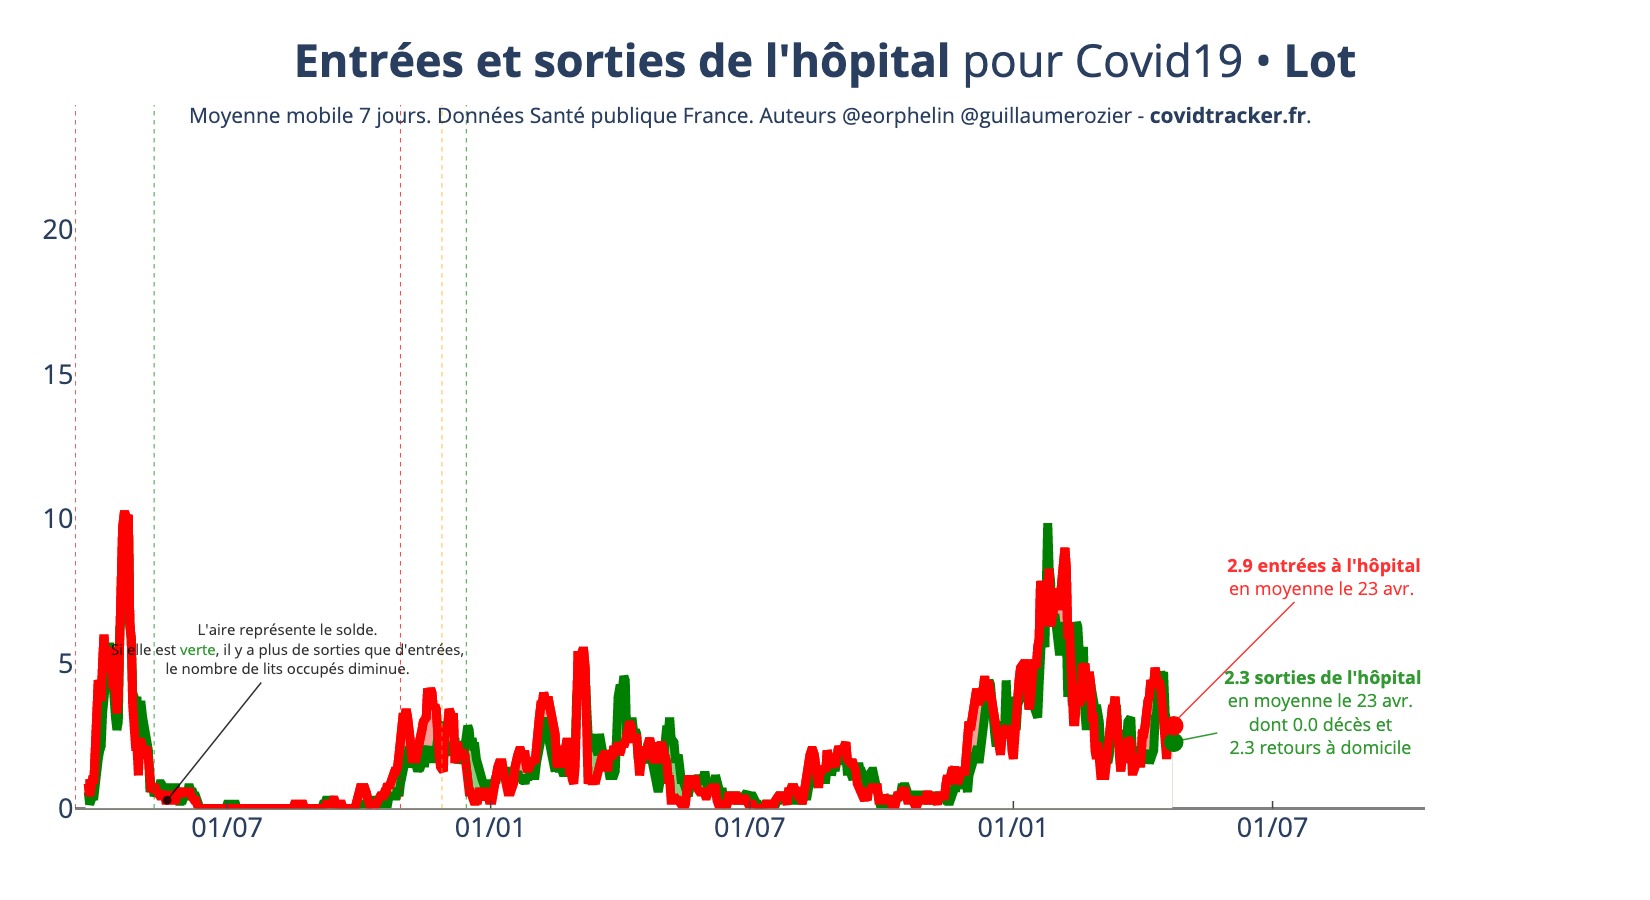 Entrées et sorties de l'hôpital pour Covid19 • Lot
Moyenne mobile 7 jours. Données Santé publique France. Auteurs @eorphelin @guillaumerozier - covidtracker.fr.
20
15
10
5
0
L'aire représente le solde.
Si elle est verte, il y a plus de sorties que d'entrées,
le nombre de lits occupés diminue.
2.9 entrées à l'hôpital
en moyenne le 23 avr.
2.3 sorties de l'hôpital
en moyenne le 23 avr.
dont 0.0 décès et
2.3 retours à domicile
01/07
01/01
01/07
01/01
01/07